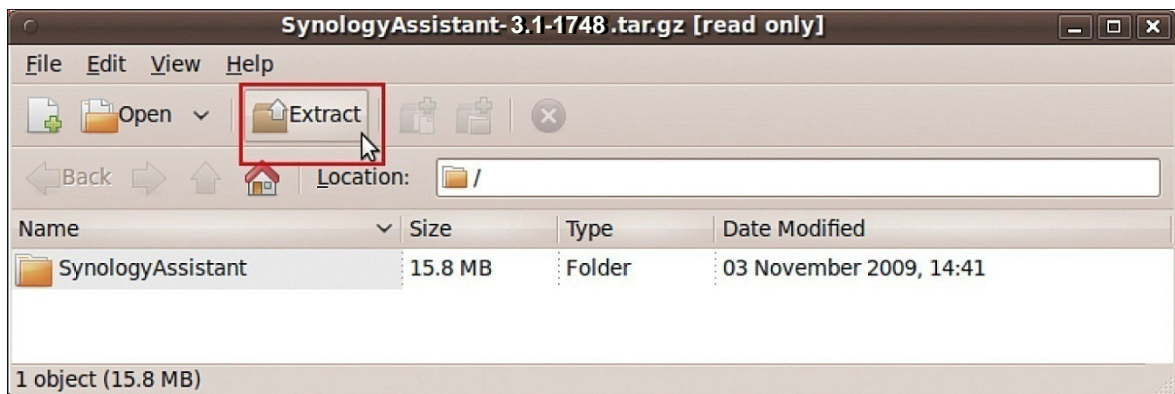 SynologyAssistant-3.1-1748.tar.gz [read only]
File Edit View Help
Open Extract
Back Location: /
Name Size Type Date Modified
SynologyAssistant 15.8 MB Folder 03 November 2009, 14:41
1 object (15.8 MB)